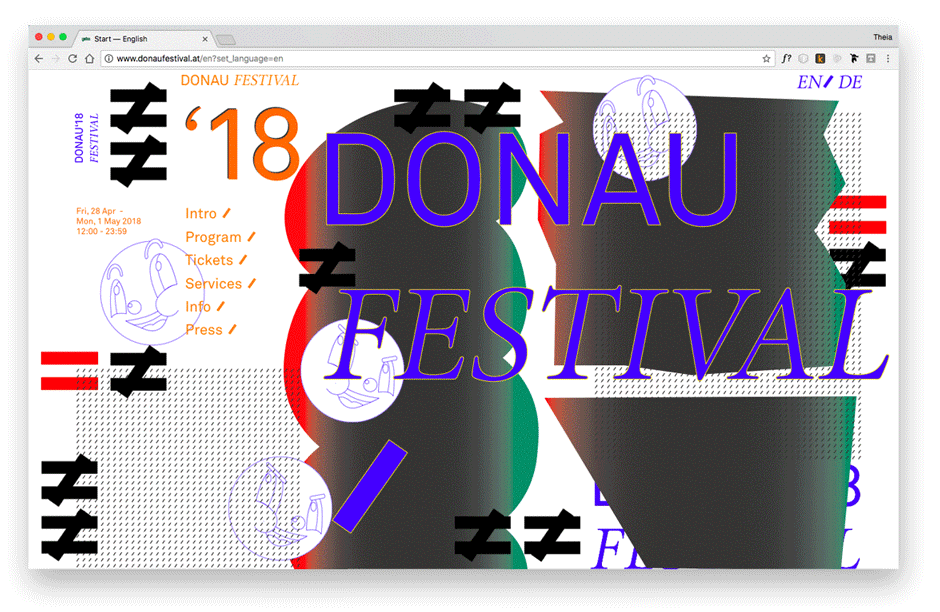 Start — English
Theia
www.donaufestival.at/en?set_language=en
DONAU FESTIVAL
EN/ DE
DONAU'18
FESTIVAL
‘18
DONAU
FESTIVAL
Fri, 28 Apr -
Mon, 1 May 2018
12:00 - 23:59
Intro /
Program /
Tickets /
Services /
Info /
Press /